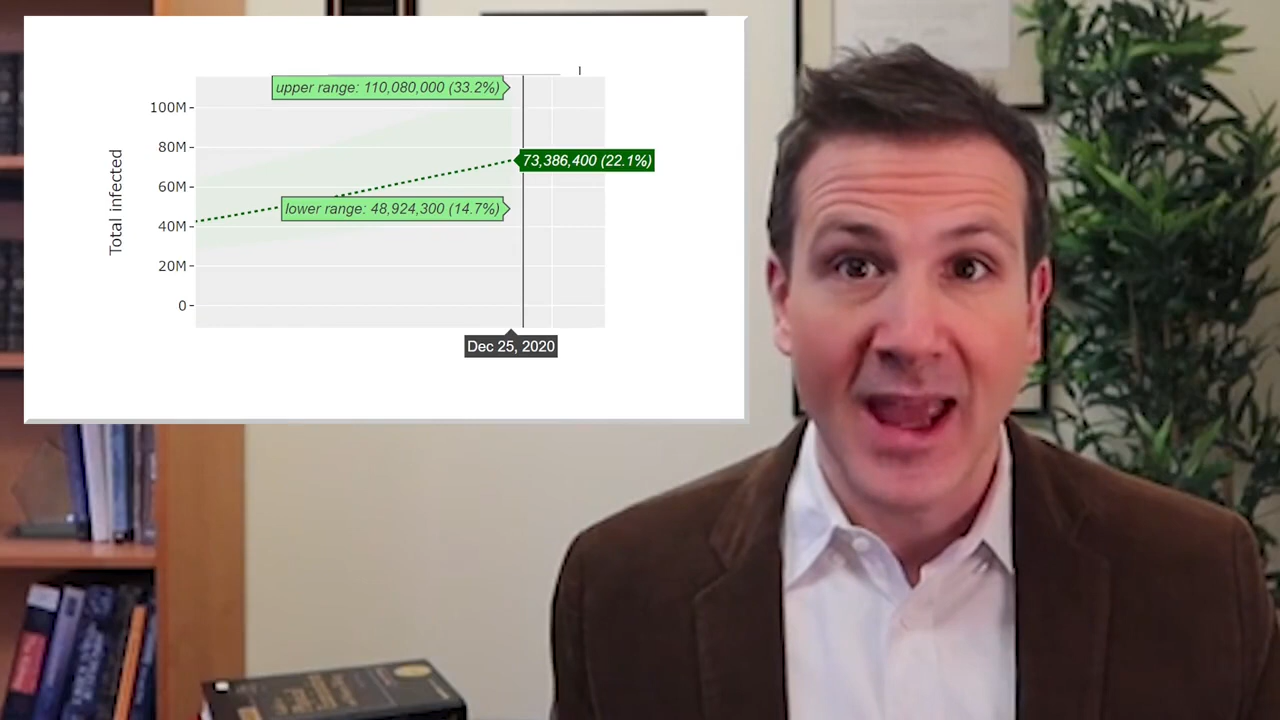 upper range: 110,080,000 (33.2%)
100M
80M
73,386,400 (22.1%)
60M
lower range: 48,924,300 (14.7%)
40M
20M
0
Total infected
Dec 25, 2020